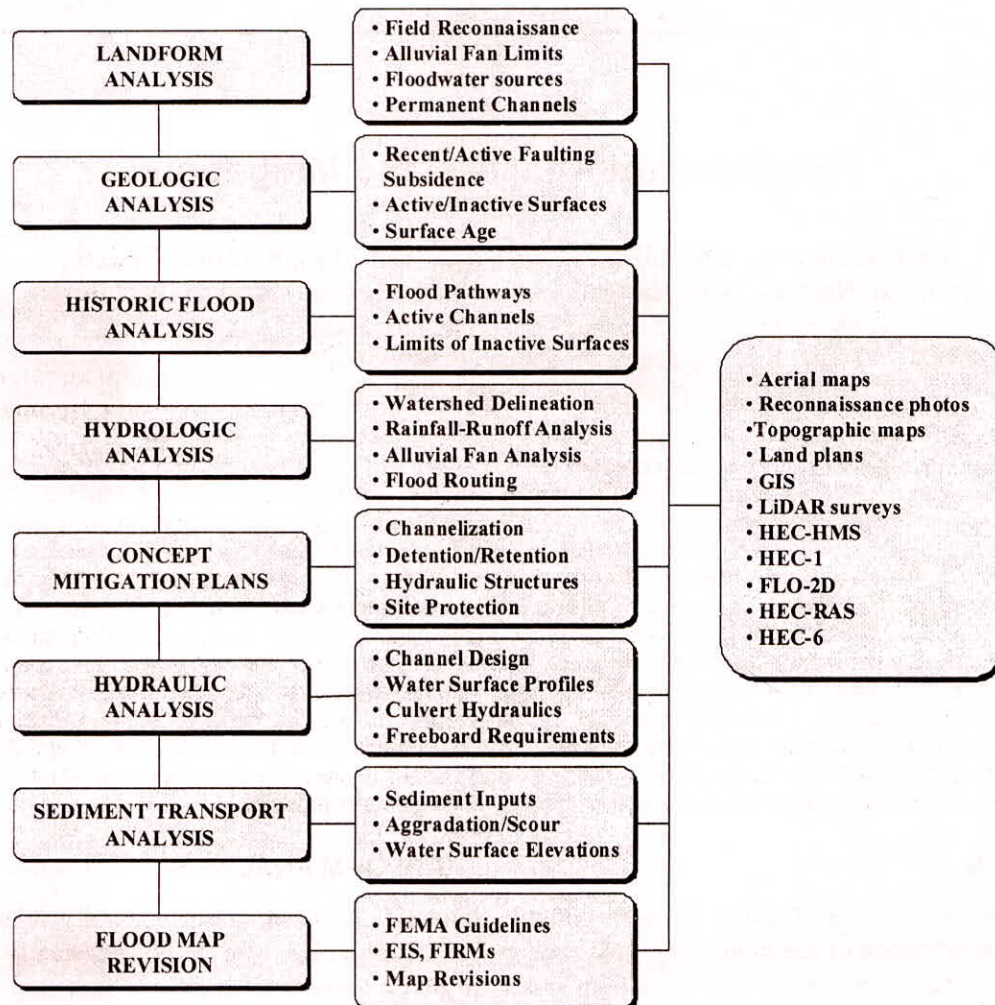 LANDFORM
ANALYSIS
• Field Reconnaissance
• Alluvial Fan Limits
• Floodwater sources
• Permanent Channels
GEOLOGIC
ANALYSIS
• Recent/Active Faulting
Subsidence
• Active/Inactive Surfaces
• Surface Age
HISTORIC FLOOD
ANALYSIS
• Flood Pathways
• Active Channels
• Limits of Inactive Surfaces
HYDROLOGIC
ANALYSIS
• Watershed Delineation
• Rainfall-Runoff Analysis
• Alluvial Fan Analysis
• Flood Routing
CONCEPT
MITIGATION PLANS
• Channelization
• Detention/Retention
• Hydraulic Structures
• Site Protection
HYDRAULIC
ANALYSIS
• Channel Design
• Water Surface Profiles
• Culvert Hydraulics
• Freeboard Requirements
SEDIMENT TRANSPORT
ANALYSIS
• Sediment Inputs
• Aggradation/Scour
• Water Surface Elevations
FLOOD MAP
REVISION
• FEMA Guidelines
• FIS, FIRMs
• Map Revisions
• Aerial maps
• Reconnaissance photos
•Topographic maps
• Land plans
• GIS
• LiDAR surveys
• HEC-HMS
• HEC-1
• FLO-2D
• HEC-RAS
• HEC-6